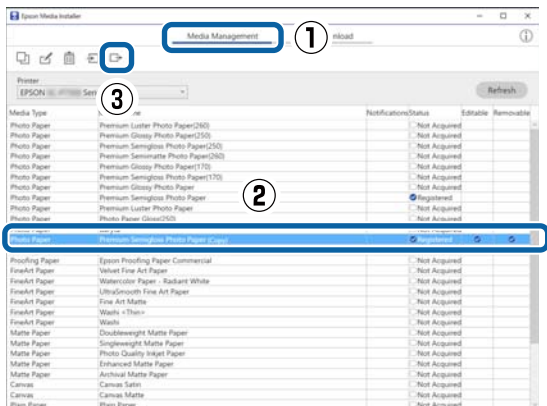 Epson Media Installer
Media Management
nload
①
②
③
Printer
EPSON Seri
Refresh
Media Type Notifications Status Editable Removable
Photo Paper Premium Luster Photo Paper(260) Not Acquired
Photo Paper Premium Glossy Photo Paper(250) Not Acquired
Photo Paper Premium Semigloss Photo Paper(250) Not Acquired
Photo Paper Premium Semimatte Photo Paper(260) Not Acquired
Photo Paper Premium Glossy Photo Paper(170) Not Acquired
Photo Paper Premium Semigloss Photo Paper(170) Not Acquired
Photo Paper Premium Glossy Photo Paper Not Acquired
Photo Paper Premium Semigloss Photo Paper Registered
Photo Paper Premium Luster Photo Paper Not Acquired
Photo Paper Photo Paper Gloss(250) Not Acquired
Photo Paper Premium Semigloss Photo Paper (Copy) Registered
Proofing Paper Epson Proofing Paper Commercial Not Acquired
FineArt Paper Velvet Fine Art Paper Not Acquired
FineArt Paper Watercolor Paper - Radiant White Not Acquired
FineArt Paper UltraSmooth Fine Art Paper Not Acquired
FineArt Paper Fine Art Matte Not Acquired
FineArt Paper Washi <Thin> Not Acquired
FineArt Paper Washi Not Acquired
Matte Paper Doubleweight Matte Paper Not Acquired
Matte Paper Singleweight Matte Paper Not Acquired
Matte Paper Photo Quality Inkjet Paper Not Acquired
Matte Paper Enhanced Matte Paper Not Acquired
Matte Paper Archival Matte Paper Not Acquired
Canvas Canvas Satin Not Acquired
Canvas Canvas Matte Not Acquired
Plain Paper Plain Paper Not Acquired